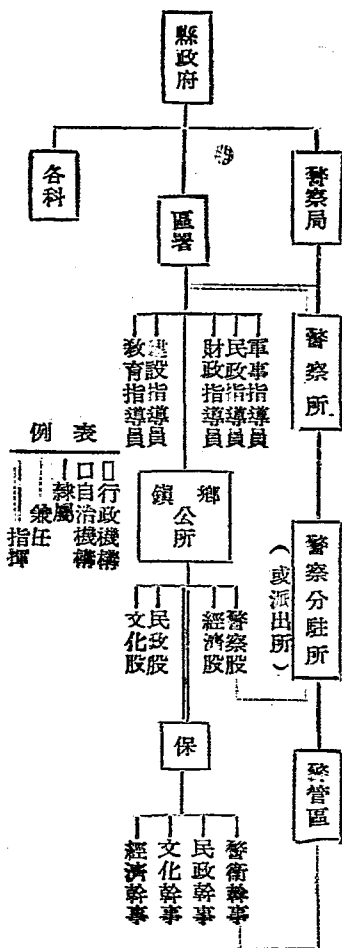 縣政府
警察局
各科
區署
警察所
軍事指導員
民政指導員
財政指導員
建設指導員
教育指導員
鄉鎮公所
警察分駐所
（或派出所）
警察股
經濟股
民政股
文化股
保
警管區
警衛幹事
民政幹事
文化幹事
經濟幹事
表例
行政機構
自治機構
隸屬
兼任
指揮